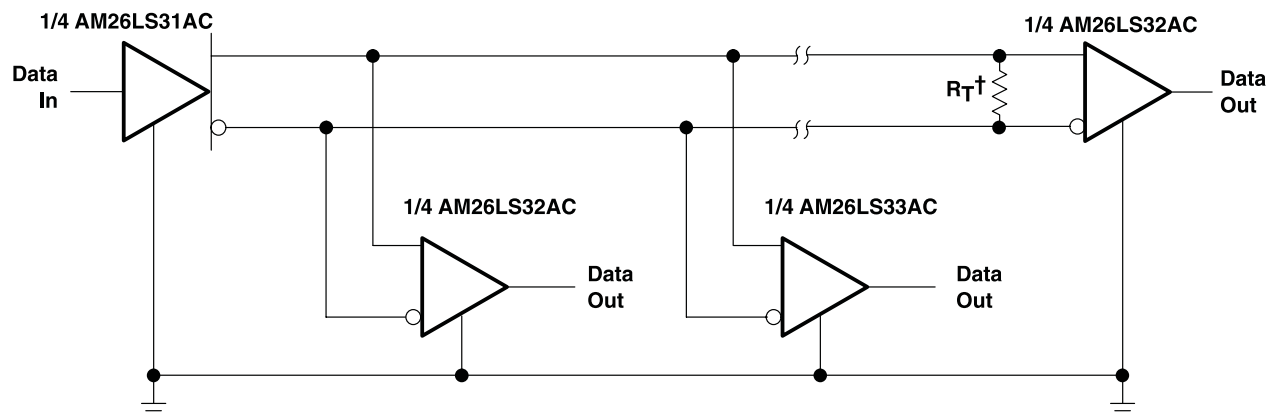 1/4 AM26LS31AC
1/4 AM26LS32AC
Data
In
RT†
Data
Out
1/4 AM26LS32AC
1/4 AM26LS33AC
Data
Out
Data
Out